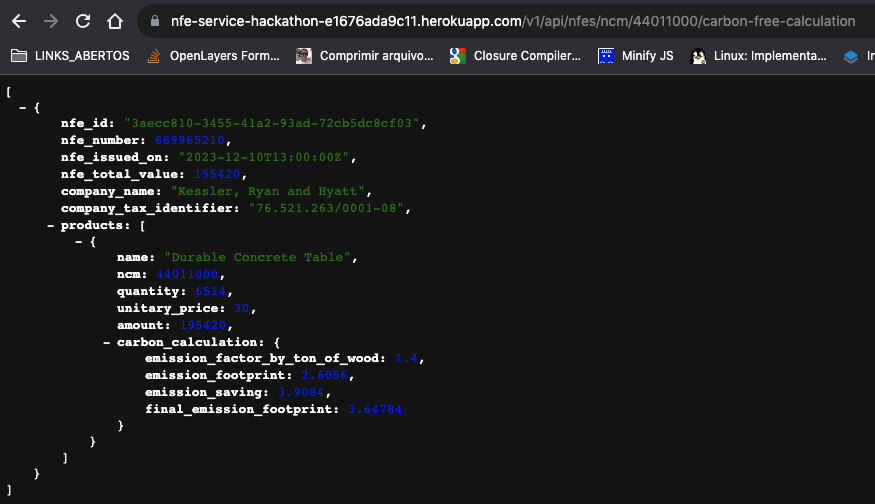 nfe-service-hackathon-e1676ada9c11.herokuapp.com/v1/api/nfes/ncm/44011000/carbon-free-calculation
LINKS_ABERTOS OpenLayers Form... Comprimir arquivo... Closure Compiler... Minify JS Linux: Implementa... In
[
– {
nfe_id: "3aecc810-3455-41a2-93ad-72cb5dc8cf03",
nfe_number: 669965210,
nfe_issued_on: "2023-12-10T13:00:00Z",
nfe_total_value: 195420,
company_name: "Kessler, Ryan and Hyatt",
company_tax_identifier: "76.521.263/0001-08",
– products: [
– {
name: "Durable Concrete Table",
ncm: 44011000,
quantity: 6514,
unitary_price: 30,
amount: 195420,
– carbon_calculation: {
emission_factor_by_ton_of_wood: 1.4,
emission_footprint: 2.6056,
emission_saving: 3.9084,
final_emission_footprint: 3.64784
}
}
]
}
]